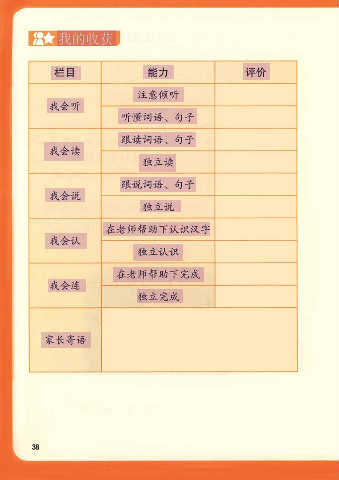 我的收获
栏目 能力 评价
我会听 注意倾听
听懂词语、句子
我会读 跟读词语、句子
独立读
我会说 跟说词语、句子
独立说
我会认 在老师帮助下认识汉字
独立认识
我会连 在老师帮助下完成
独立完成
家长寄语
38